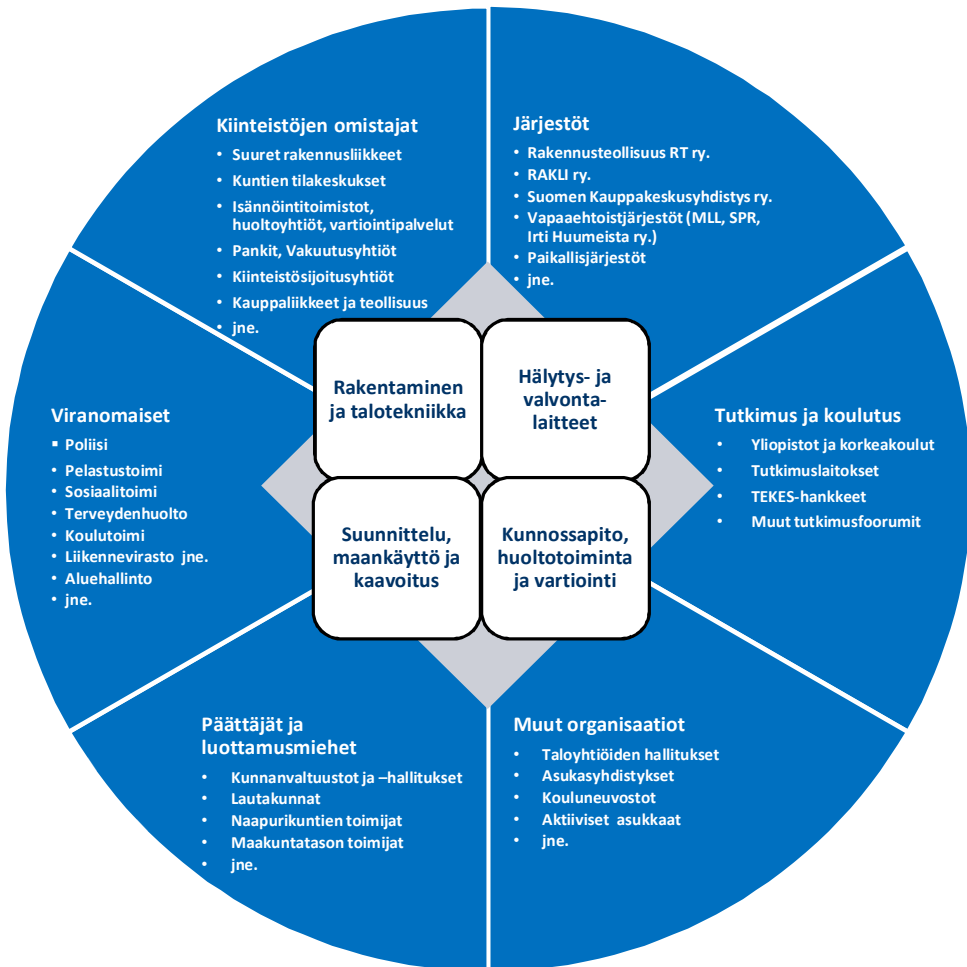 Kiinteistöjen omistajat
• Suuret rakennusliikkeet
• Kuntien tilakeskukset
• Isännöintitoimistot,
huoltoyhtiöt, vartiointipalvelut
• Pankit, Vakuutusyhtiöt
• Kiinteistösijoitusyhtiöt
• Kauppaliikkeet ja teollisuus
• jne.
Järjestöt
• Rakennusteollisuus RT ry.
• RAKLI ry.
• Suomen Kauppakeskusyhdistys ry.
• Vapaaehtoistjärjestöt (MLL, SPR,
Irti Huumeista ry.)
• Paikallisjärjestöt
• jne.
Rakentaminen
ja talotekniikka
Hälytys- ja
valvonta-
laitteet
Viranomaiset
▪ Poliisi
• Pelastustoimi
• Sosiaalitoimi
• Terveydenhuolto
• Koulutoimi
• Liikennevirasto jne.
• Aluehallinto
• jne.
Tutkimus ja koulutus
• Yliopistot ja korkeakoulut
• Tutkimuslaitokset
• TEKES-hankkeet
• Muut tutkimusfoorumit
Suunnittelu,
maankäyttö ja
kaavoitus
Kunnossapito,
huoltotoiminta
ja vartiointi
Päättäjät ja
luottamusmiehet
• Kunnanvaltuustot ja –hallitukset
• Lautakunnat
• Naapurikuntien toimijat
• Maakuntatason toimijat
• jne.
Muut organisaatiot
• Taloyhtiöiden hallitukset
• Asukasyhdistykset
• Kouluneuvostot
• Aktiiviset asukkaat
• jne.